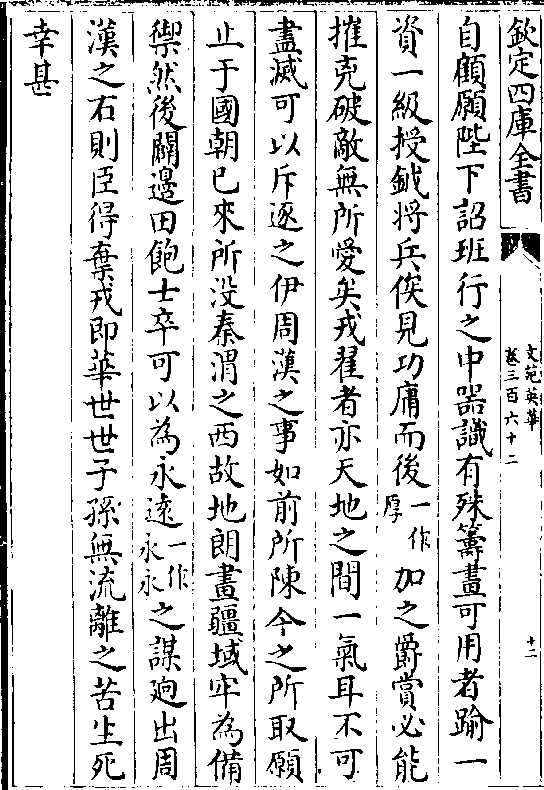 欽定四庫全書
文苑英華
卷三百六十二
十二
自顧願陛下詔班行之中器識有殊籌畫可用者踰一
資一級授鉞將兵俟見功庸而後一作厚加之爵賞必能
摧克破敵無所愛矣戎翟者亦天地之間一氣耳不可
盡滅可以斥逐之伊周漢之事如前所陳今之所取願
止于國朝已來所没秦渭之西故地朗畫疆域牢為備
禦然後闢邊田飽士卒可以為永逺一作永永之謀迥出周
漢之右則臣得棄戎即華世世子孫無流離之苦生死
幸甚